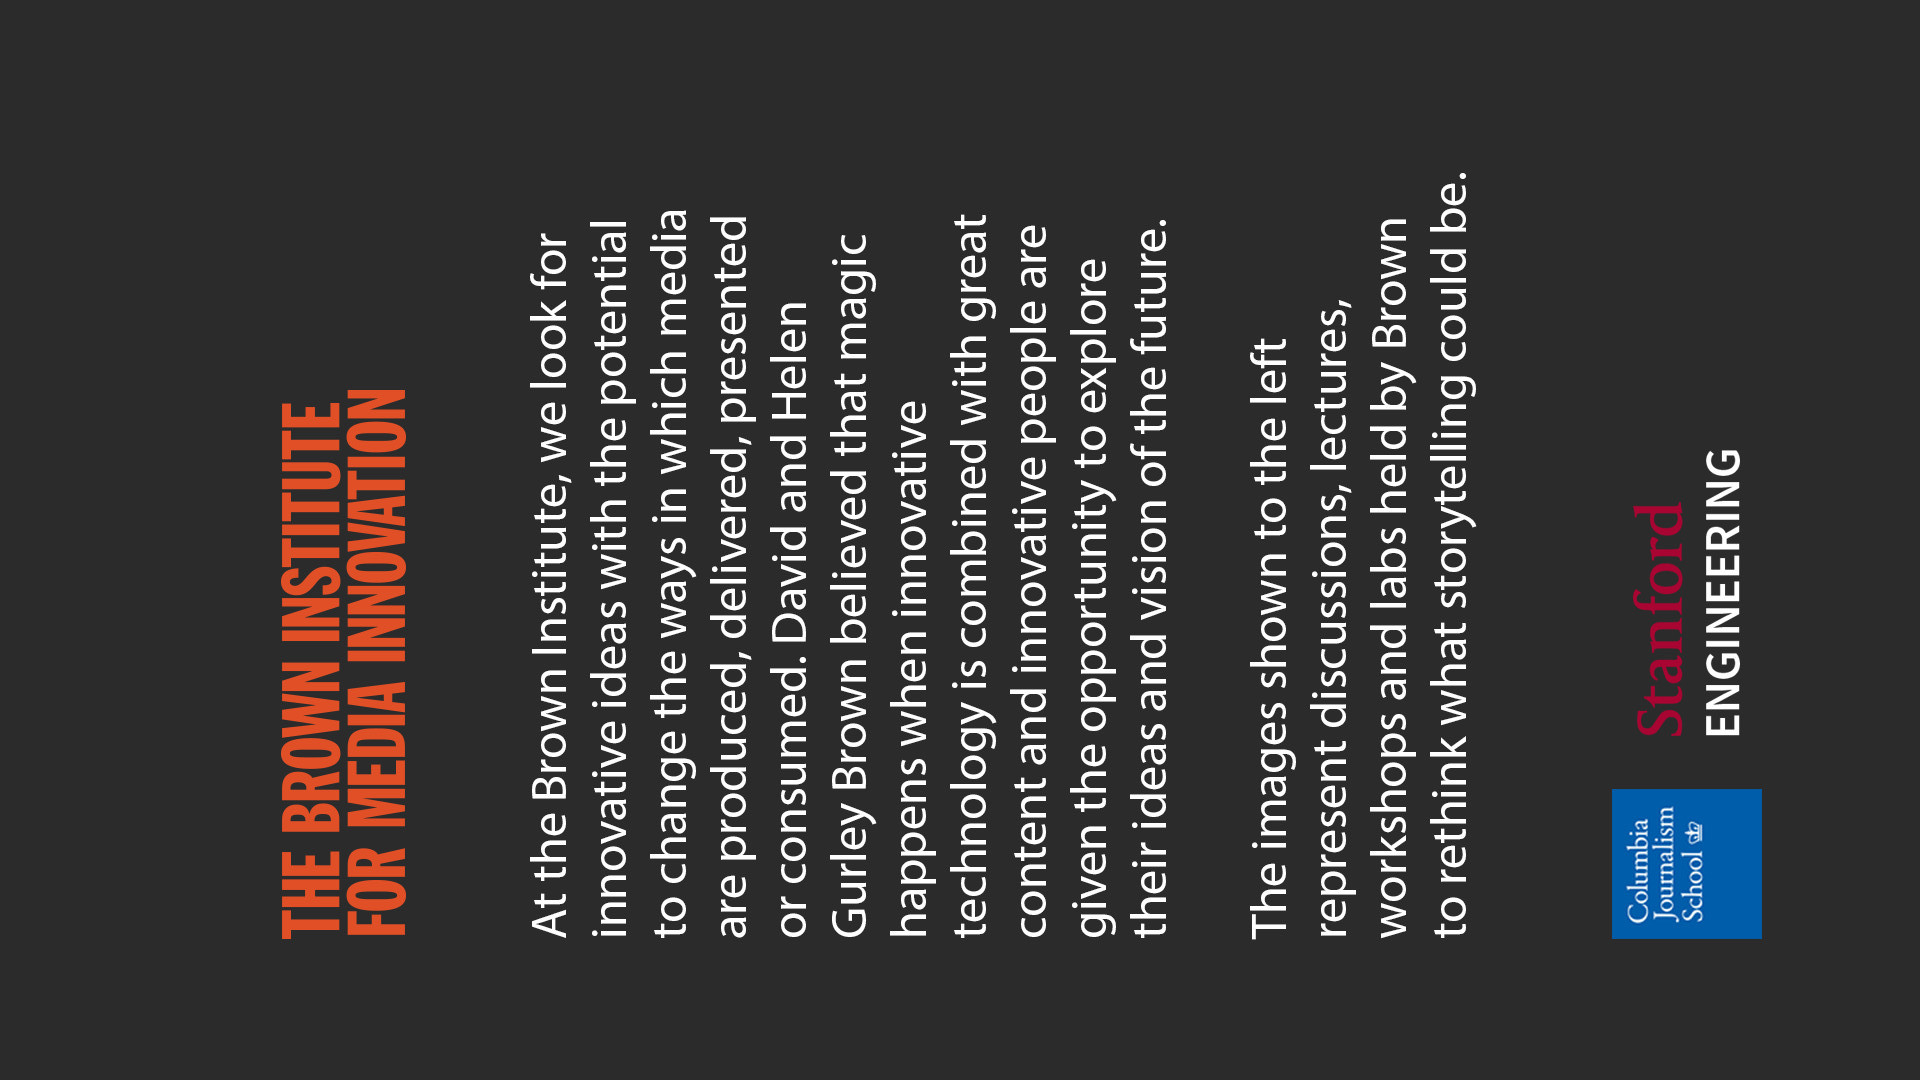 THE BROWN INSTITUTE
FOR MEDIA INNOVATION
At the Brown Institute, we look for
innovative ideas with the potential
to change the ways in which media
are produced, delivered, presented
or consumed. David and Helen
Gurley Brown believed that magic
happens when innovative
technology is combined with great
content and innovative people are
given the opportunity to explore
their ideas and vision of the future.
The images shown to the left
represent discussions, lectures,
workshops and labs held by Brown
to rethink what storytelling could be.
Columbia
Journalism
School
Stanford
ENGINEERING